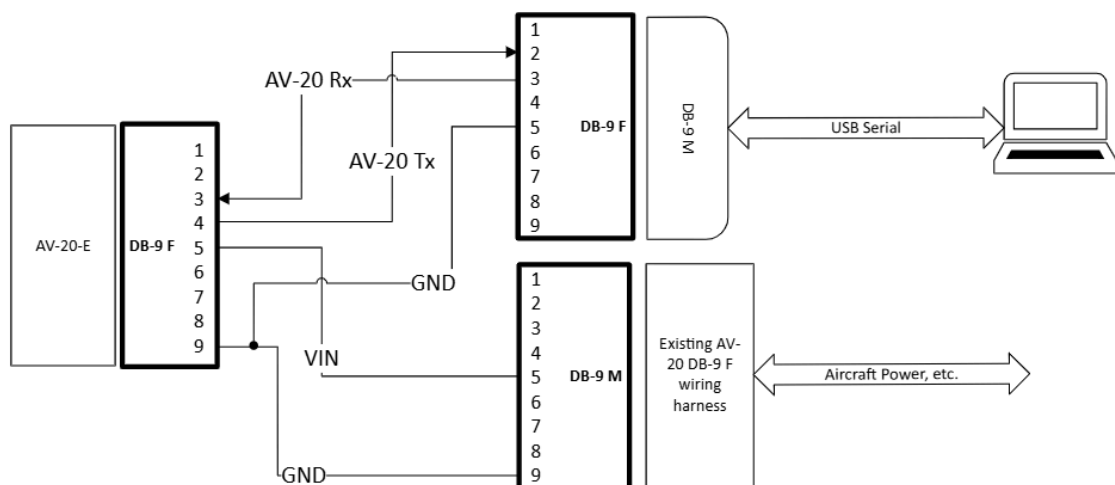 1
2
3
4
5
6
7
8
9
DB-9 F
DB-9 M
USB Serial
AV-20 Rx
AV-20 Tx
AV-20-E
DB-9 F
1
2
3
4
5
6
7
8
9
GND
VIN
GND
1
2
3
4
5
6
7
8
9
DB-9 M
Existing AV-
20 DB-9 F
wiring
harness
Aircraft Power, etc.